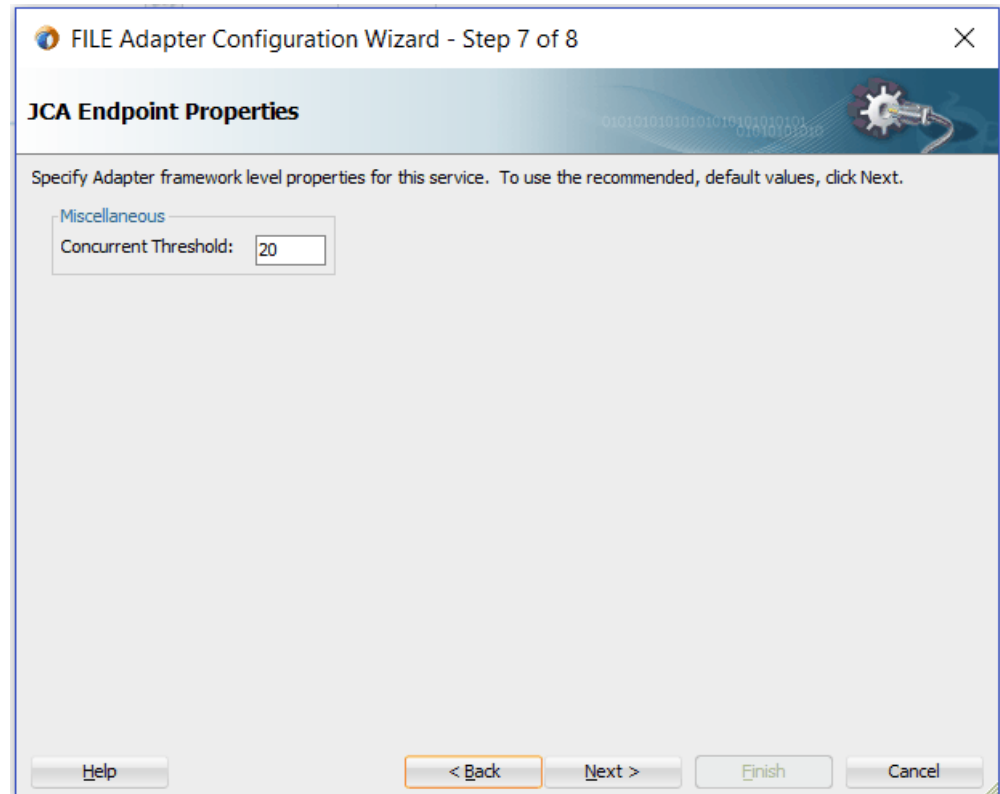 FILE Adapter Configuration Wizard - Step 7 of 8
JCA Endpoint Properties
Specify Adapter framework level properties for this service. To use the recommended, default values, click Next.
Miscellaneous
Concurrent Threshold: 20
Help < Back Next > Finish Cancel